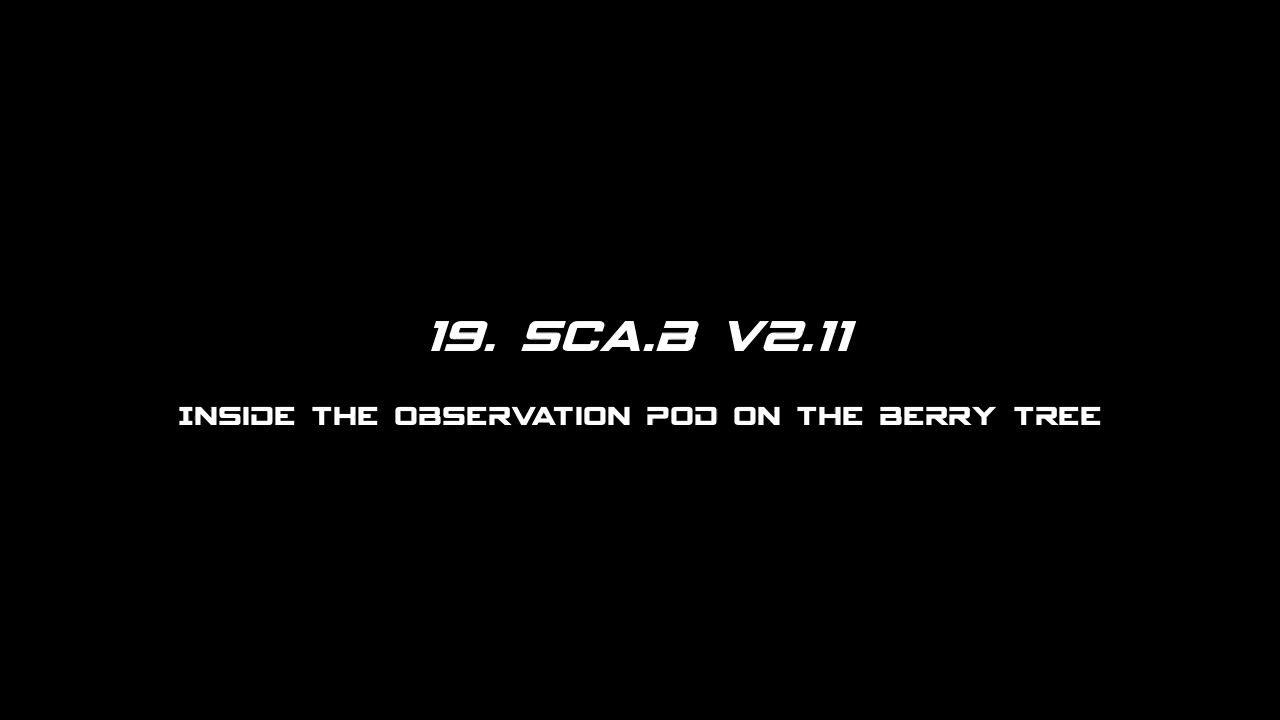 19. SCA.B V2.11
INSIDE THE OBSERVATION POD ON THE BERRY TREE